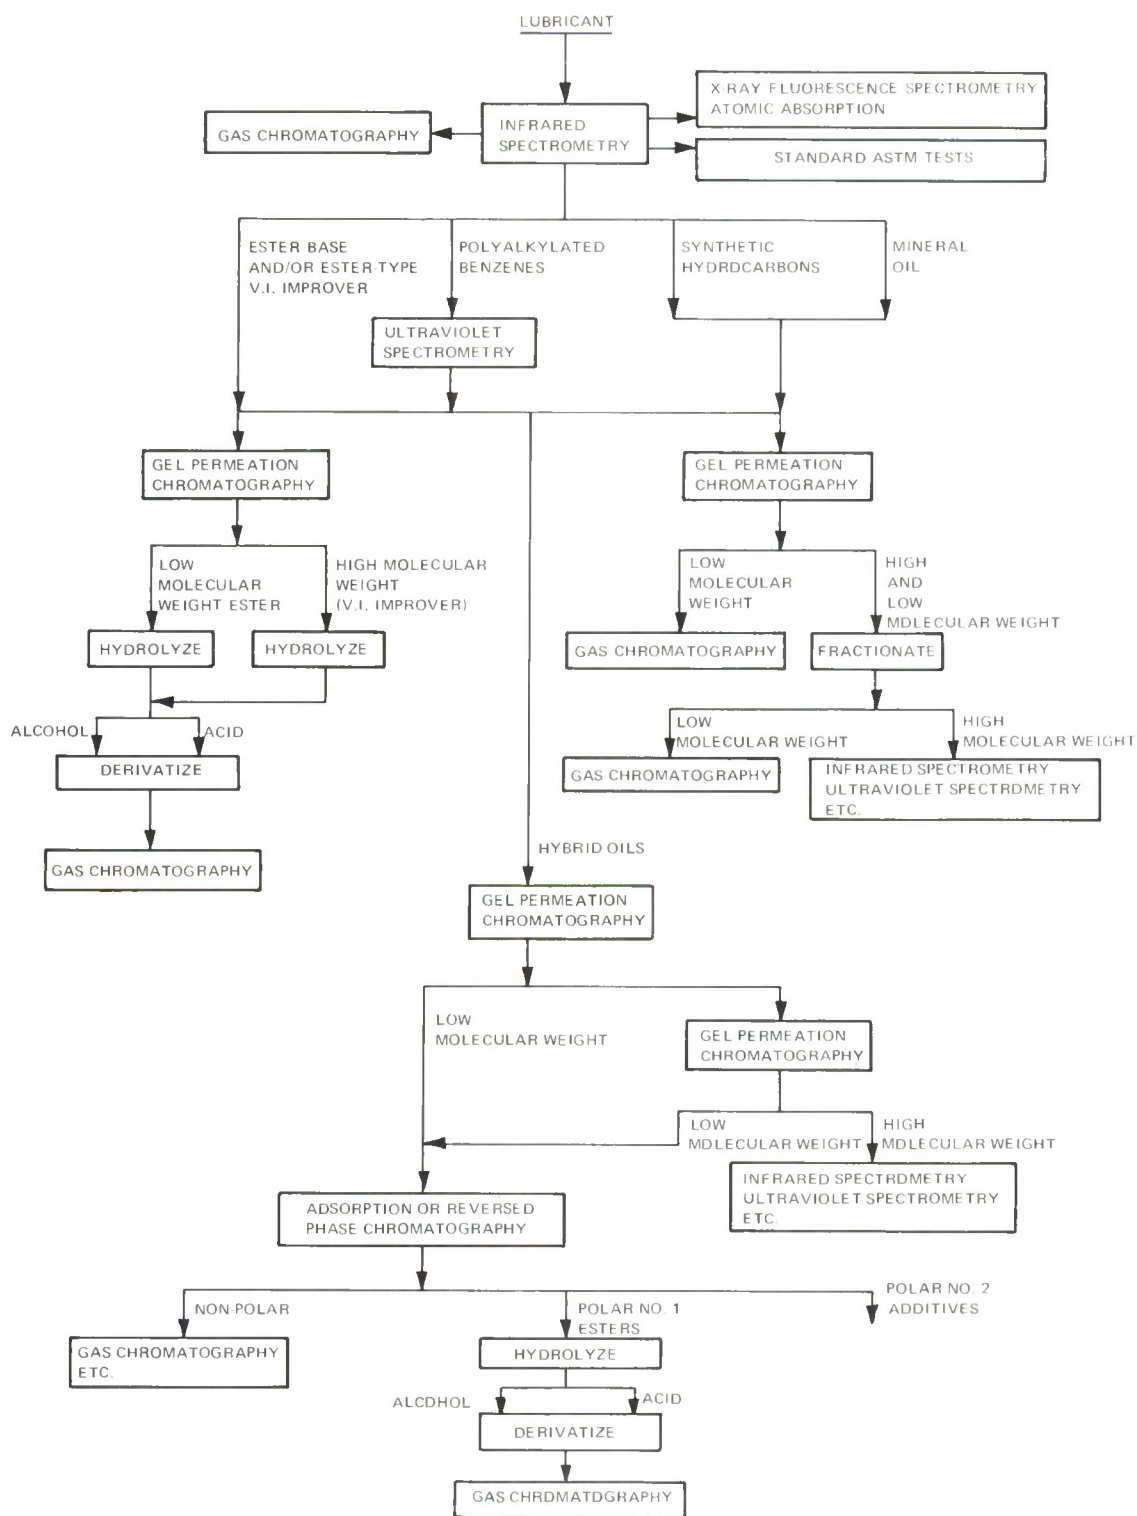 LUBRICANT
X-RAY FLUORESCENCE SPECTROMETRY
ATOMIC ABSORPTION
GAS CHROMATOGRAPHY
INFRARED
SPECTROMETRY
STANDARD ASTM TESTS
ESTER BASE
AND/OR ESTER-TYPE
V.I. IMPROVER
POLYALKYLATED
BENZENES
SYNTHETIC
HYDRDCARBONS
MINERAL
OIL
ULTRAVIOLET
SPECTROMETRY
GEL PERMEATION
CHROMATOGRAPHY
GEL PERMEATION
CHROMATOGRAPHY
LOW
MOLECULAR
WEIGHT ESTER
HIGH MOLECULAR
WEIGHT
(V.I. IMPROVER)
LOW
MOLECULAR
WEIGHT
HIGH
AND
LOW
MDLECULAR WEIGHT
HYDROLYZE
HYDROLYZE
GAS CHROMATOGRAPHY
FRACTIONATE
ALCOHOL
ACID
LOW
MOLECULAR WEIGHT
HIGH
MOLECULAR WEIGHT
DERIVATIZE
GAS CHROMATOGRAPHY
INFRARED SPECTROMETRY
ULTRAVIOLET SPECTRDMETRY
ETC.
GAS CHROMATOGRAPHY
HYBRID OILS
GEL PERMEATION
CHROMATOGRAPHY
LOW
MOLECULAR WEIGHT
GEL PERMEATION
CHROMATOGRAPHY
LOW
MDLECULAR WEIGHT
HIGH
MDLECULAR WEIGHT
INFRARED SPECTRDMETRY
ULTRAVIOLET SPECTROMETRY
ETC.
ADSORPTION OR REVERSED
PHASE CHROMATOGRAPHY
NON-POLAR
POLAR NO. 1
ESTERS
POLAR NO. 2
ADDITIVES
GAS CHROMATOGRAPHY
ETC.
HYDROLYZE
ALCDHOL
ACID
DERIVATIZE
GAS CHRDMATDGRAPHY